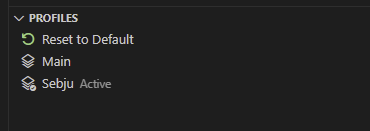 PROFILES
Reset to Default
Main
Sebju Active